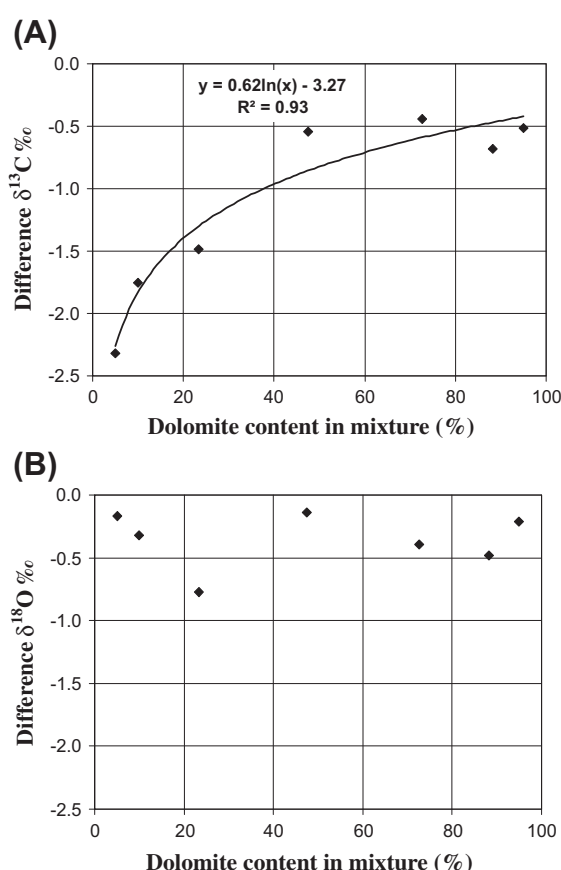 (A)
0.0
y = 0.62ln(x) - 3.27
R² = 0.93
-0.5
-1.0
-1.5
-2.0
-2.5
Difference δ¹³C ‰
0 20 40 60 80 100
Dolomite content in mixture (%)
(B)
0.0
-0.5
-1.0
-1.5
-2.0
-2.5
Difference δ¹⁸O ‰
0 20 40 60 80 100
Dolomite content in mixture (%)